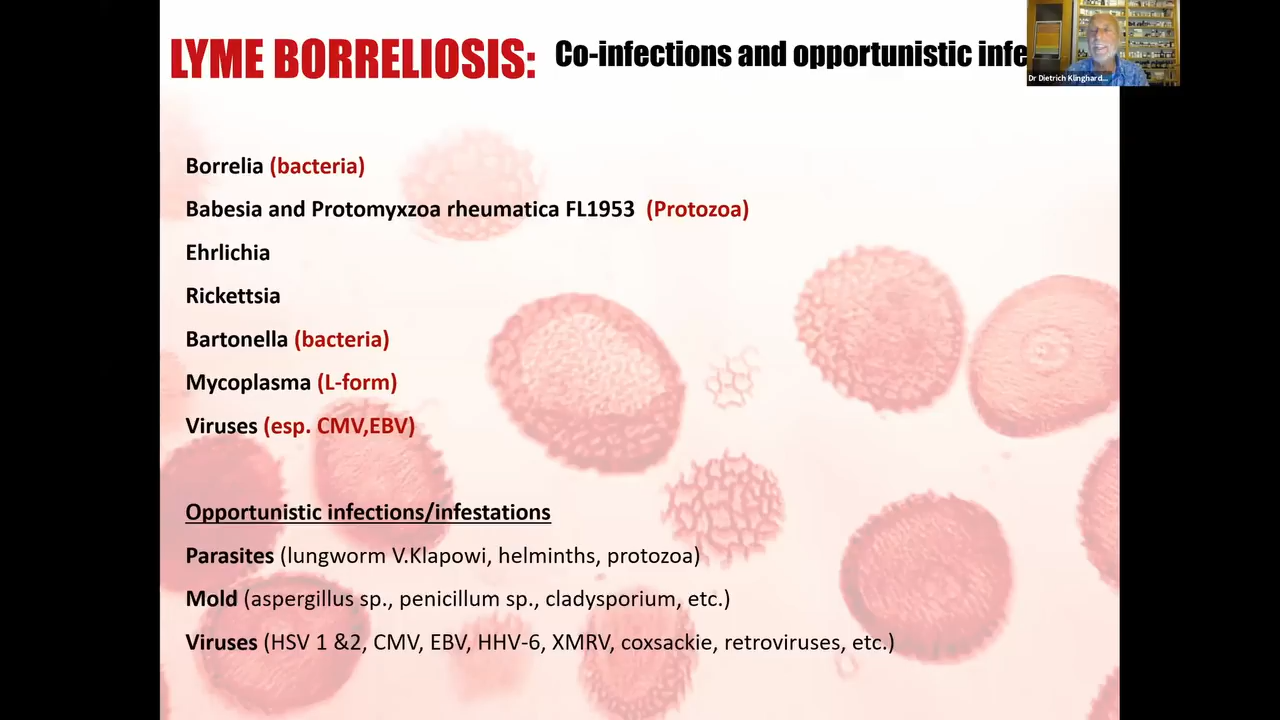 LYME BORRELIOSIS: Co-infections and opportunistic infe
Dr Dietrich Klinghard...
Borrelia (bacteria)
Babesia and Protomyxzoa rheumatica FL1953 (Protozoa)
Ehrlichia
Rickettsia
Bartonella (bacteria)
Mycoplasma (L-form)
Viruses (esp. CMV,EBV)
Opportunistic infections/infestations
Parasites (lungworm V.Klapowi, helminths, protozoa)
Mold (aspergillus sp., penicillum sp., cladysporium, etc.)
Viruses (HSV 1 &2, CMV, EBV, HHV-6, XMRV, coxsackie, retroviruses, etc.)